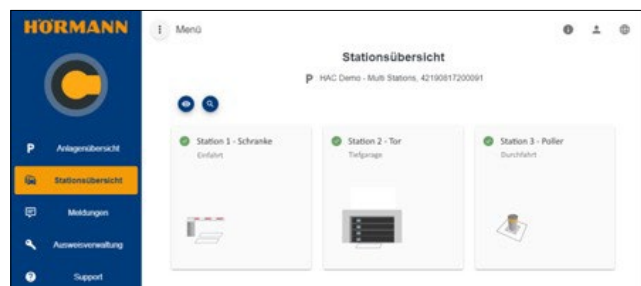 HÖRMANN
Menü
Stationsübersicht
P HAC Demo - Multi Stations, 42190817200091
P Anlagenübersicht
Stationsübersicht
Meldungen
Ausweisverwaltung
Support
Station 1 - Schranke
Einfahrt
Station 2 - Tor
Tiefgarage
Station 3 - Poller
Durchfahrt